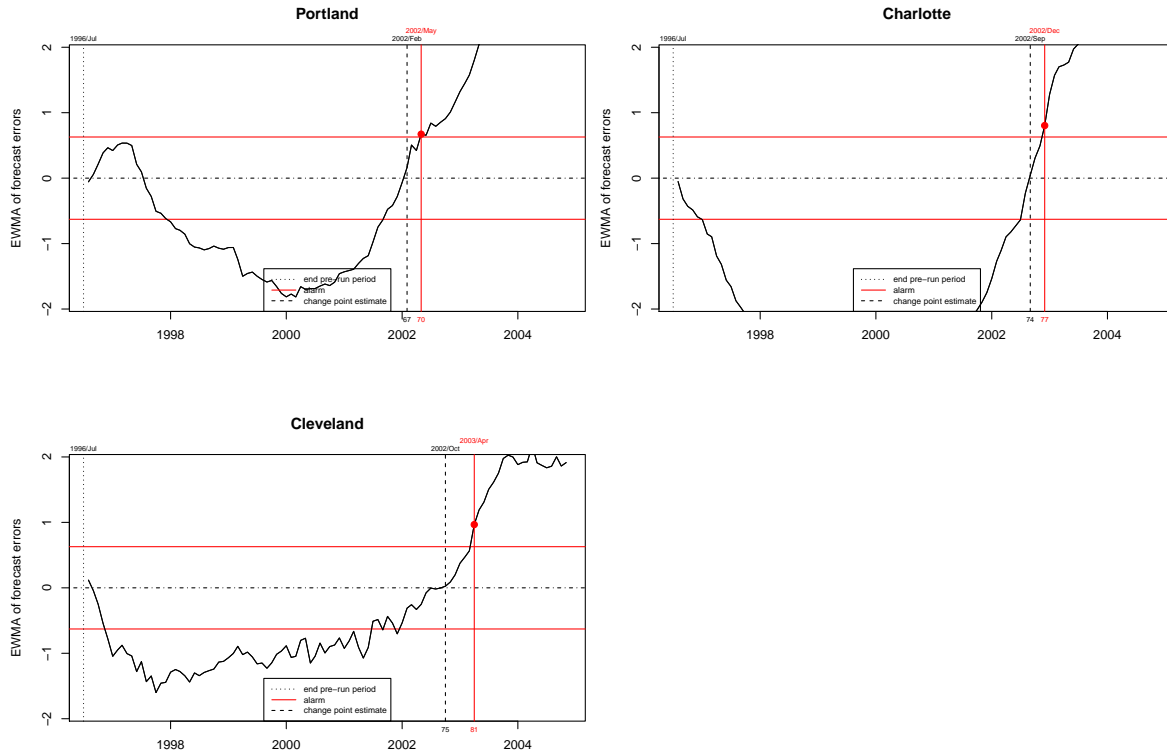 Portland
2002/May
1996/Jul
2002/Feb
EWMA of forecast errors
2
1
0
−1
−2
end pre−run period
alarm
change point estimate
67
70
1998
2000
2002
2004
Charlotte
2002/Dec
1996/Jul
2002/Sep
EWMA of forecast errors
2
1
0
−1
−2
end pre−run period
alarm
change point estimate
74
77
1998
2000
2002
2004
Cleveland
2003/Apr
1996/Jul
2002/Oct
EWMA of forecast errors
2
1
0
−1
−2
end pre−run period
alarm
change point estimate
75
81
1998
2000
2002
2004